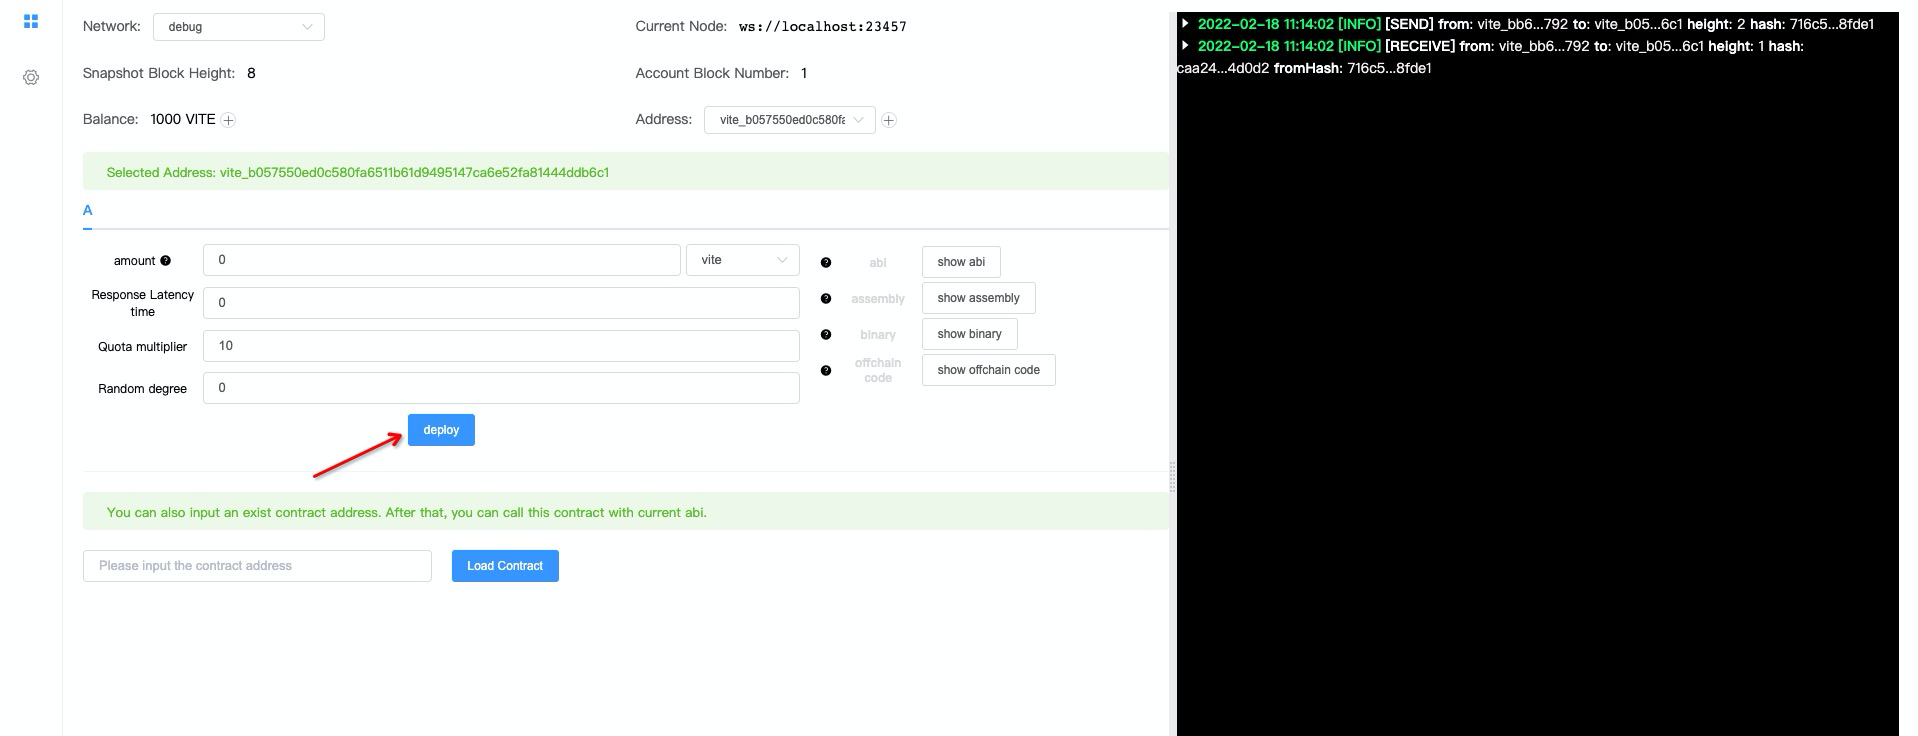 Network: debug
Current Node: ws://localhost:23457
Snapshot Block Height: 8
Account Block Number: 1
Balance: 1000 VITE
Address: vite_b057550ed0c580fa
Selected Address: vite_b057550ed0c580fa6511b61d9495147ca6e52fa81444ddb6c1
A
amount ? 0 vite
Response Latency
time
0
Quota multiplier 10
Random degree 0
deploy
? abi show abi
? assembly show assembly
? binary show binary
? offchain
code
show offchain code
You can also input an exist contract address. After that, you can call this contract with current abi.
Please input the contract address
Load Contract
2022-02-18 11:14:02 [INFO] [SEND] from: vite_bb6...792 to: vite_b05...6c1 height: 2 hash: 716c5...8fde1
2022-02-18 11:14:02 [INFO] [RECEIVE] from: vite_bb6...792 to: vite_b05...6c1 height: 1 hash:
caa24...4d0d2 fromHash: 716c5...8fde1